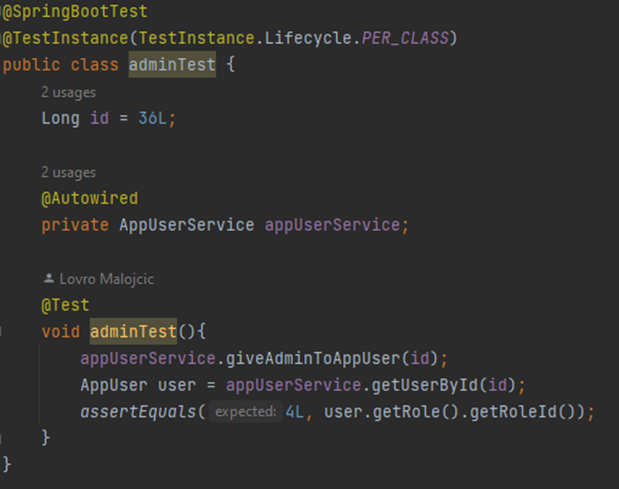 @SpringBootTest
@TestInstance(TestInstance.Lifecycle.PER_CLASS)
public class adminTest {
2 usages
Long id = 36L;
2 usages
@Autowired
private AppUserService appUserService;
Lovro Malojcic
@Test
void adminTest(){
appUserService.giveAdminToAppUser(id);
AppUser user = appUserService.getUserById(id);
assertEquals( expected: 4L, user.getRole().getRoleId());
}
}